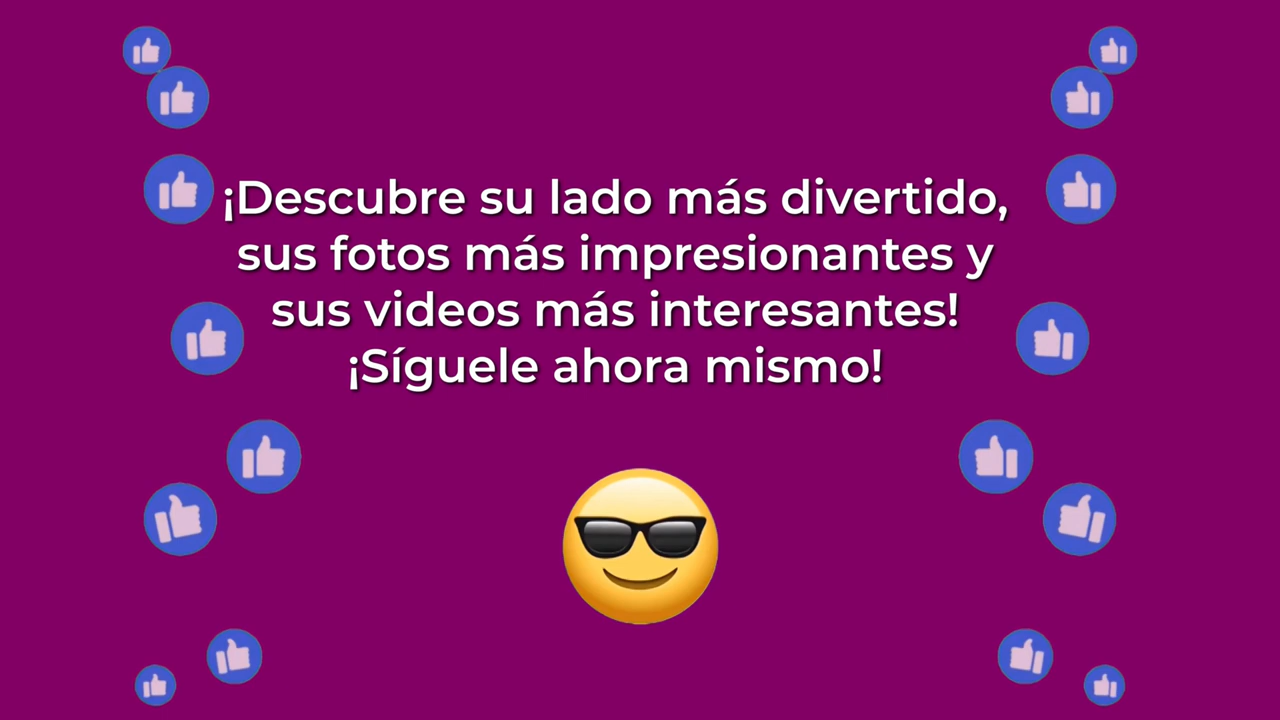 ¡Descubre su lado más divertido,
sus fotos más impresionantes y
sus videos más interesantes!
¡Síguele ahora mismo!